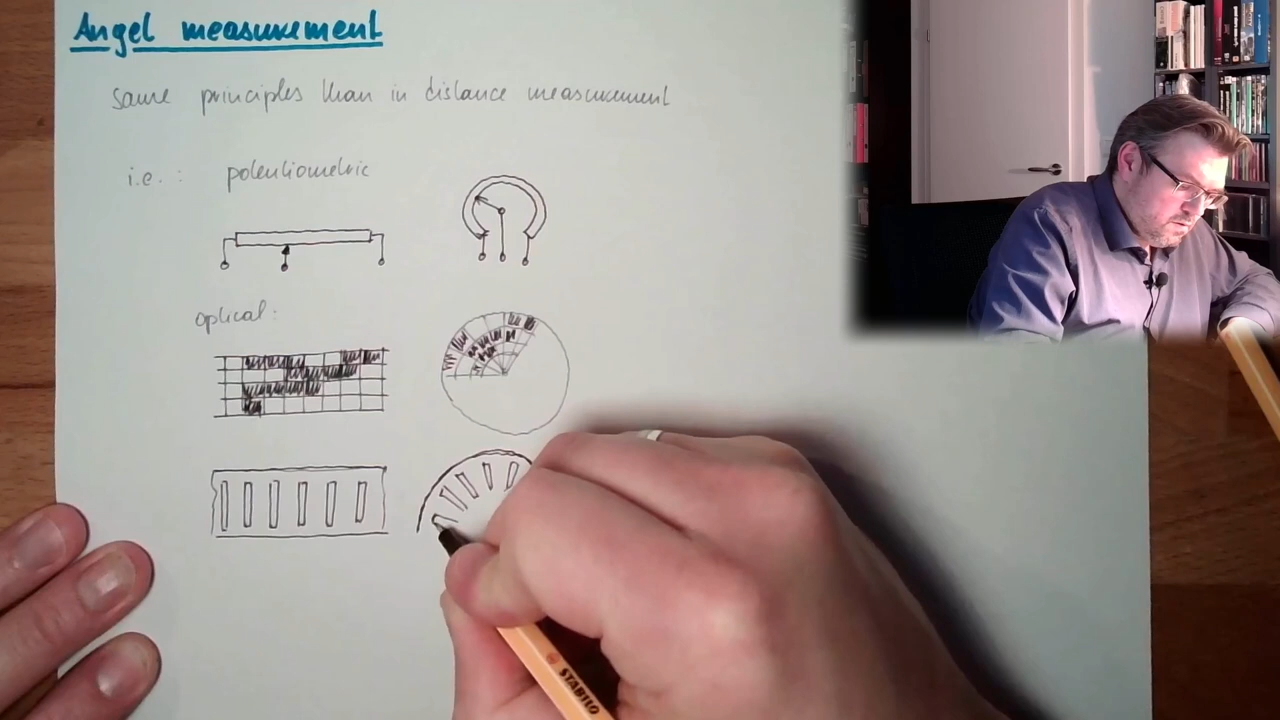 Angel measurement
same principles than in distance measurement
i.e. : potentiometric
optical:
STABILO